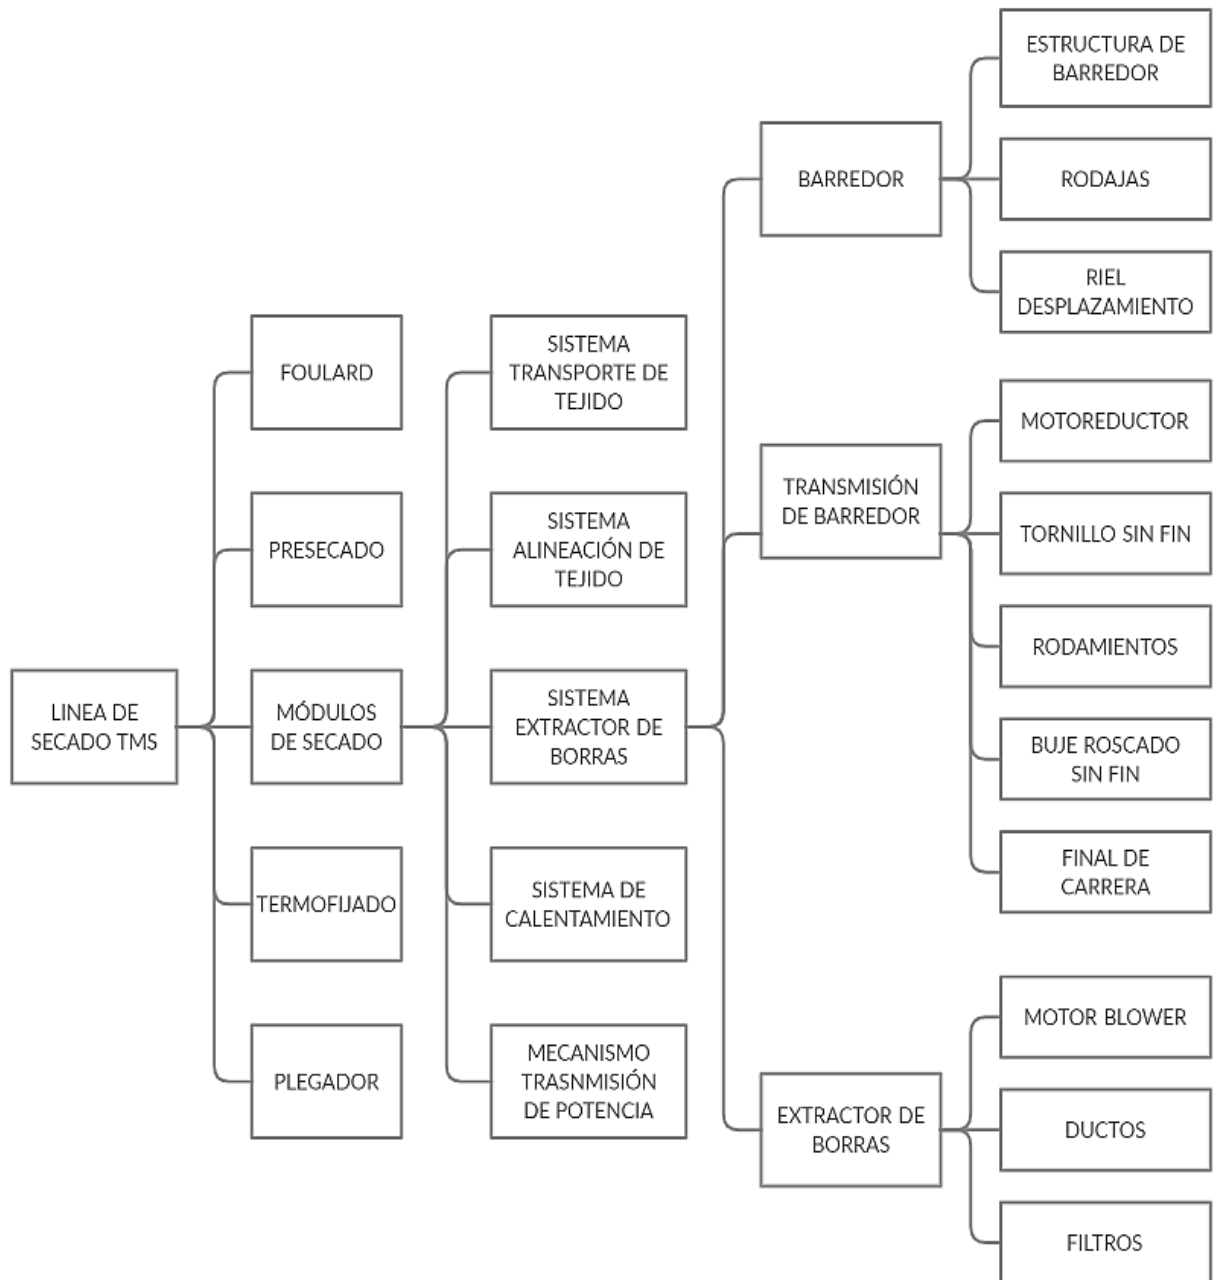 LINEA DE
SECADO TMS
FOULARD
PRESECADO
MÓDULOS
DE SECADO
TERMOFIJADO
PLEGADOR
SISTEMA
TRANSPORTE DE
TEJIDO
SISTEMA
ALINEACIÓN DE
TEJIDO
SISTEMA
EXTRACTOR DE
BORRAS
SISTEMA DE
CALENTAMIENTO
MECANISMO
TRASNMISIÓN
DE POTENCIA
BARREDOR
TRANSMISIÓN
DE BARREDOR
EXTRACTOR DE
BORRAS
ESTRUCTURA DE
BARREDOR
RODAJAS
RIEL
DESPLAZAMIENTO
MOTOREDUCTOR
TORNILLO SIN FIN
RODAMIENTOS
BUJE ROSCADO
SIN FIN
FINAL DE
CARRERA
MOTOR BLOWER
DUCTOS
FILTROS